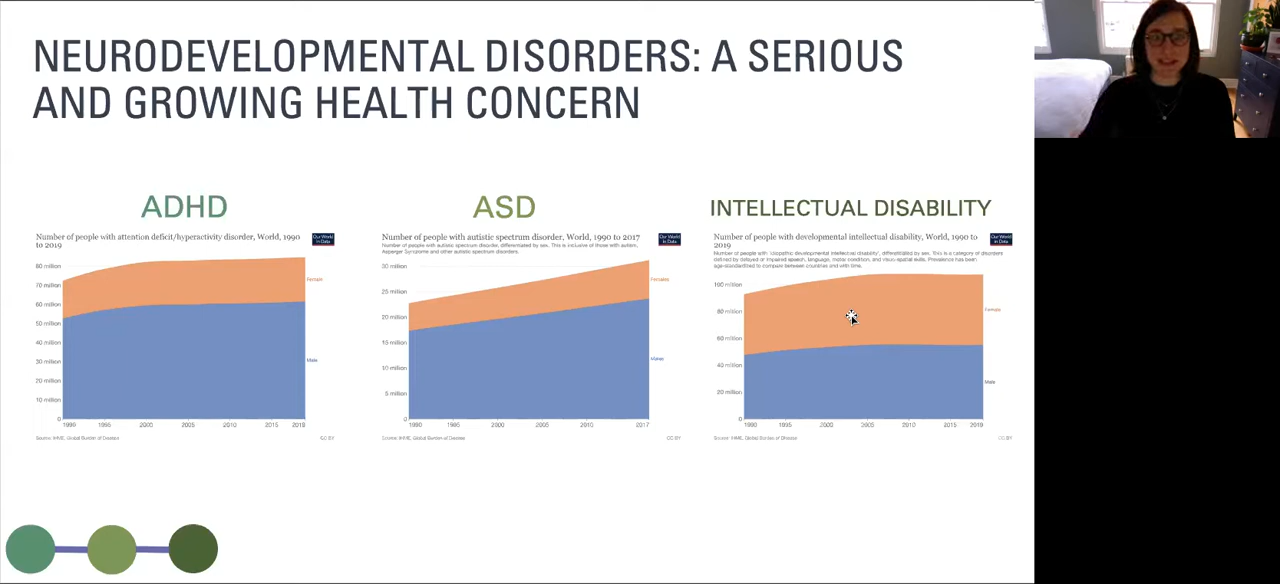 NEURODEVELOPMENTAL DISORDERS: A SERIOUS
AND GROWING HEALTH CONCERN
ADHD
Number of people with attention deficit/hyperactivity disorder, World, 1990
to 2019
Our World
in Data
80 million
70 million
60 million
50 million
40 million
30 million
20 million
10 million
0
1990
1995
2000
2005
2010
2015
2019
Female
Male
Source: IHME, Global Burden of Disease
CC BY
ASD
Number of people with autistic spectrum disorder, World, 1990 to 2017
Number of people with autistic spectrum disorder, differentiated by sex. This is inclusive of those with autism,
Asperger Syndrome and other autistic spectrum disorders.
Our World
in Data
30 million
25 million
20 million
15 million
10 million
5 million
0
1990
1995
2000
2005
2010
2017
Females
Males
Source: IHME, Global Burden of Disease
CC BY
INTELLECTUAL DISABILITY
Number of people with developmental intellectual disability, World, 1990 to
2019
Number of people with 'idiopathic developmental intellectual disability', differentiated by sex. This is a category of disorders
defined by delayed or impaired speech, language, motor condition, and visuo-spatial skills. Prevalence has been
age-standardized to compare between countries and with time.
Our World
in Data
100 million
80 million
60 million
40 million
20 million
0
1990
1995
2000
2005
2010
2015
2019
Female
Male
Source: IHME, Global Burden of Disease
CC BY